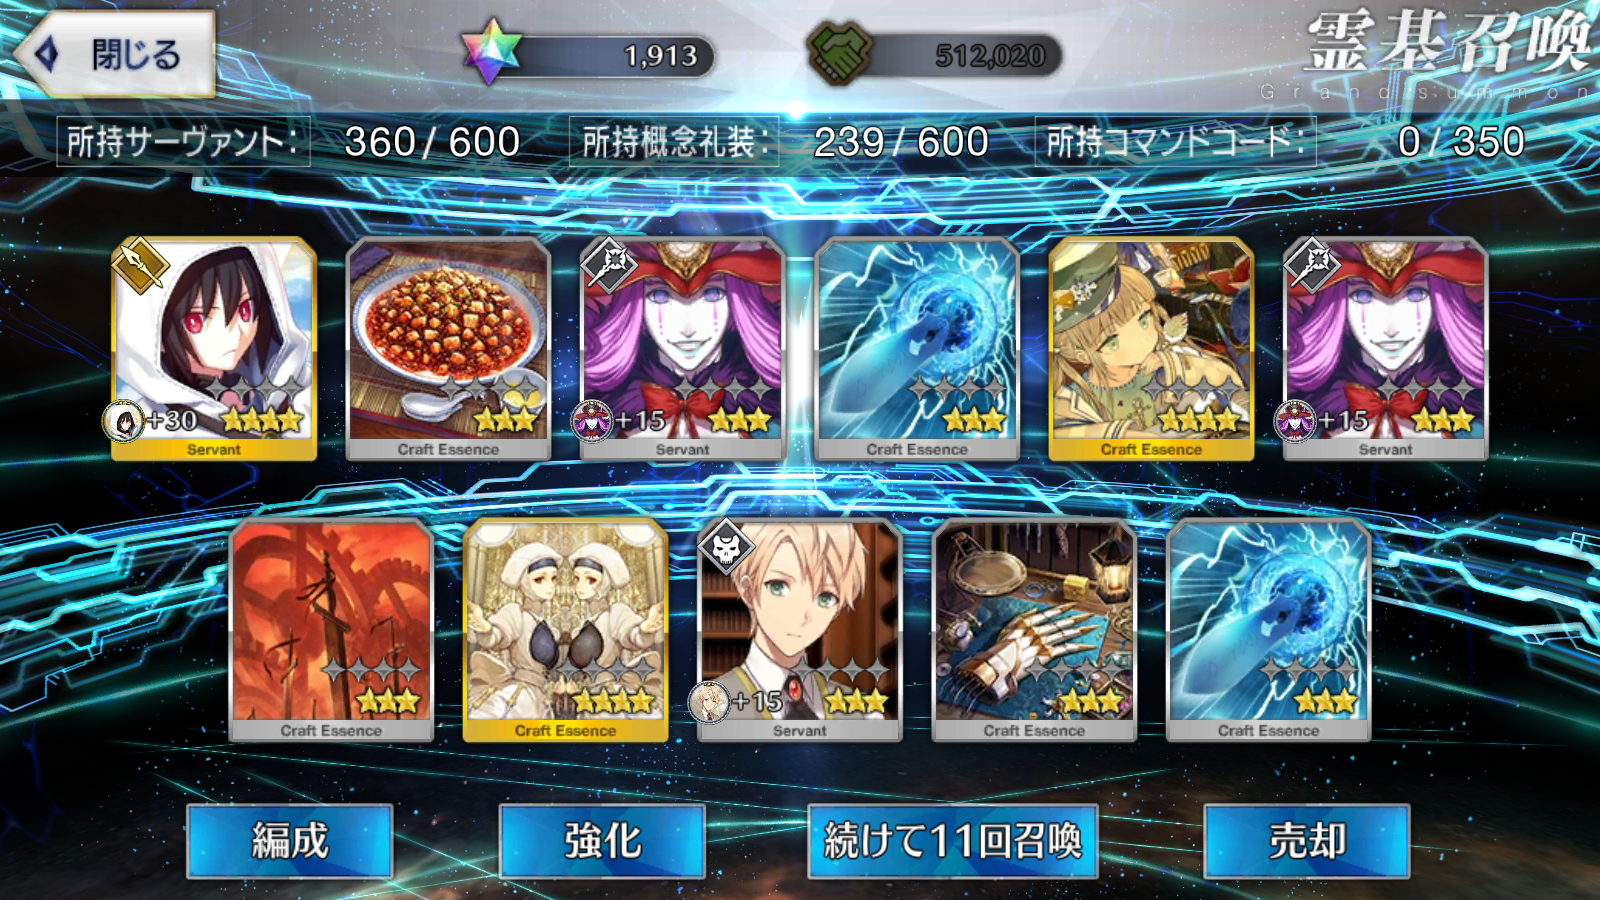 閉じる
1,913
512,020
霊基召喚
Grand summon
所持サーヴァント:
360 / 600
所持概念礼装:
239 / 600
所持コマンドコード:
0 / 350
+30
Servant
Craft Essence
+15
Servant
Craft Essence
Craft Essence
+15
Servant
Craft Essence
Craft Essence
+15
Servant
Craft Essence
Craft Essence
編成
強化
続けて11回召喚
売却